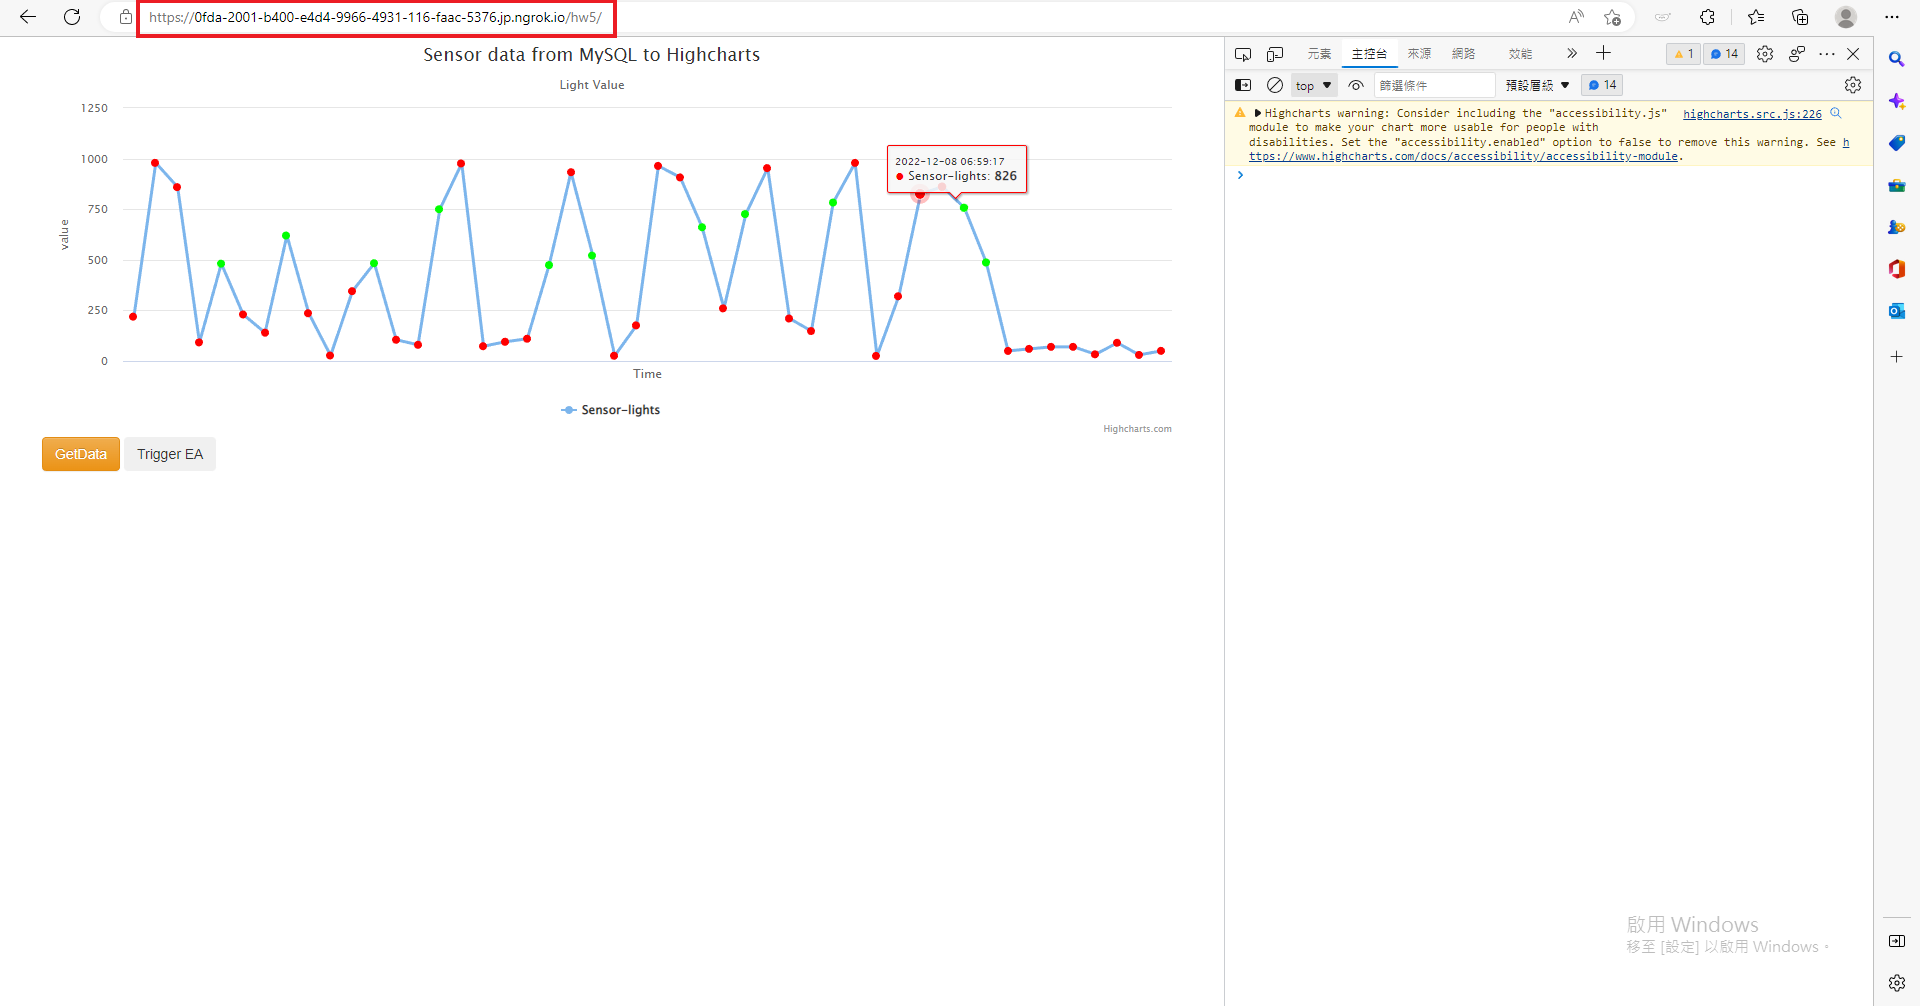 https://0fda-2001-b400-e4d4-9966-4931-116-faac-5376.jp.ngrok.io/hw5/
Sensor data from MySQL to Highcharts
Light Value
1250
1000
750
500
250
0
value
2022-12-08 06:59:17
Sensor-lights: 826
Time
Sensor-lights
Highcharts.com
GetData
Trigger EA
元素
主控台
來源
網路
效能
1
14
top
篩選條件
預設層級
14
Highcharts warning: Consider including the "accessibility.js" highcharts.src.js:226
module to make your chart more usable for people with
disabilities. Set the "accessibility.enabled" option to false to remove this warning. See h
ttps://www.highcharts.com/docs/accessibility/accessibility-module.
啟用 Windows
移至 [設定] 以啟用 Windows。